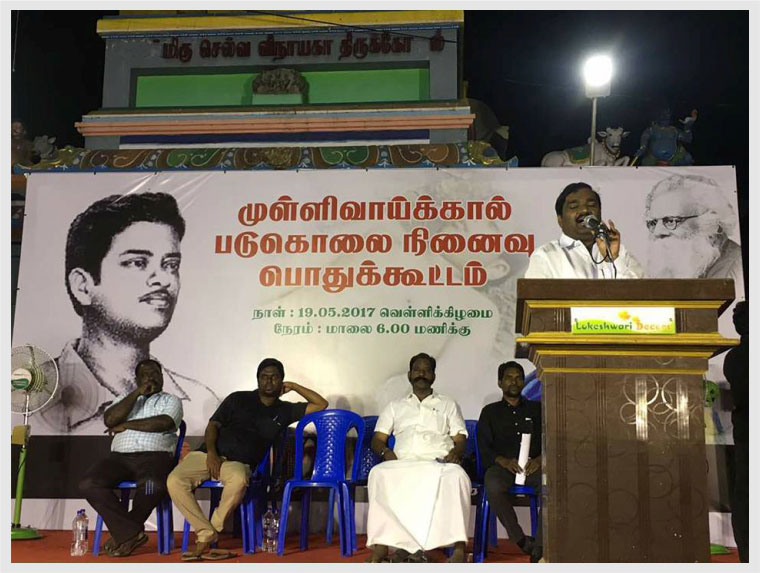 மிகு செல்வ விநாயகா திருக்கோ ல்
முள்ளிவாய்க்கால்
படுகொலை நினைவு
பொதுக்கூட்டம்
நாள் : 19.05.2017 வெள்ளிக்கிழமை
நேரம் : மாலை 6.00 மணிக்கு
Lokeshwari Decors